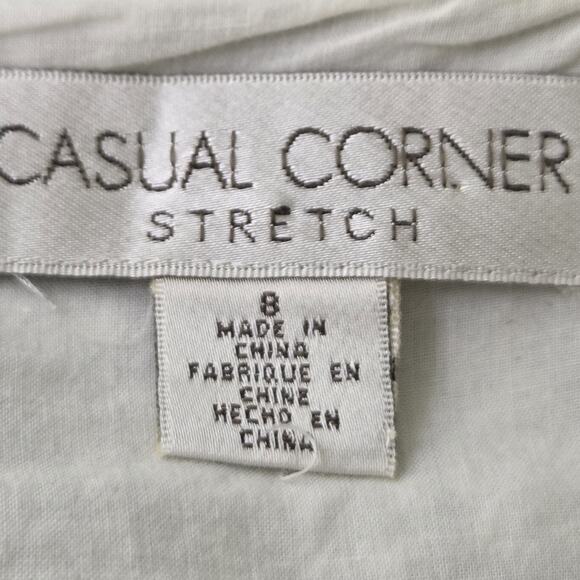 CASUAL CORNER
STRETCH
8
MADE IN
CHINA
FABRIQUE EN
CHINE
HECHO EN
CHINA